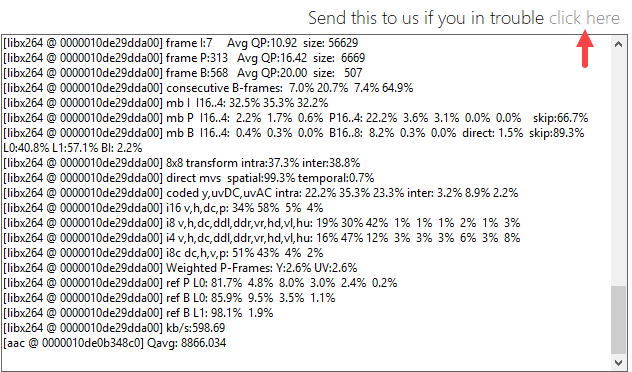 Send this to us if you in trouble click here
[libx264 @ 0000010de29dda00] frame I:7     Avg QP:10.92  size: 56629
[libx264 @ 0000010de29dda00] frame P:313   Avg QP:16.42  size:  6669
[libx264 @ 0000010de29dda00] frame B:568   Avg QP:20.00  size:   507
[libx264 @ 0000010de29dda00] consecutive B-frames:  7.0% 20.7%  7.4% 64.9%
[libx264 @ 0000010de29dda00] mb I  I16..4: 32.5% 35.3% 32.2%
[libx264 @ 0000010de29dda00] mb P  I16..4:  2.2%  1.7%  0.6%  P16..4: 22.2%  3.6%  3.1%  0.0%  0.0%    skip:66.7%
[libx264 @ 0000010de29dda00] mb B  I16..4:  0.4%  0.3%  0.0%  B16..8:  8.2%  0.3%  0.0%  direct: 1.5%  skip:89.3%
L0:40.8% L1:57.1% BI: 2.2%
[libx264 @ 0000010de29dda00] 8x8 transform intra:37.3% inter:38.8%
[libx264 @ 0000010de29dda00] direct mvs  spatial:99.3% temporal:0.7%
[libx264 @ 0000010de29dda00] coded y,uvDC,uvAC intra: 22.2% 35.3% 23.3% inter: 3.2% 8.9% 2.2%
[libx264 @ 0000010de29dda00] i16 v,h,dc,p: 34% 58%  5%  4%
[libx264 @ 0000010de29dda00] i8 v,h,dc,ddl,ddr,vr,hd,vl,hu: 19% 30% 42%  1%  1%  1%  2%  1%  3%
[libx264 @ 0000010de29dda00] i4 v,h,dc,ddl,ddr,vr,hd,vl,hu: 16% 47% 12%  3%  3%  3%  6%  3%  8%
[libx264 @ 0000010de29dda00] i8c dc,h,v,p: 51% 43%  4%  2%
[libx264 @ 0000010de29dda00] Weighted P-Frames: Y:2.6% UV:2.6%
[libx264 @ 0000010de29dda00] ref P L0: 81.7%  4.8%  8.0%  3.0%  2.4%  0.2%
[libx264 @ 0000010de29dda00] ref B L0: 85.9%  9.5%  3.5%  1.1%
[libx264 @ 0000010de29dda00] ref B L1: 98.1%  1.9%
[libx264 @ 0000010de29dda00] kb/s:598.69
[aac @ 0000010de0b348c0] Qavg: 8866.034